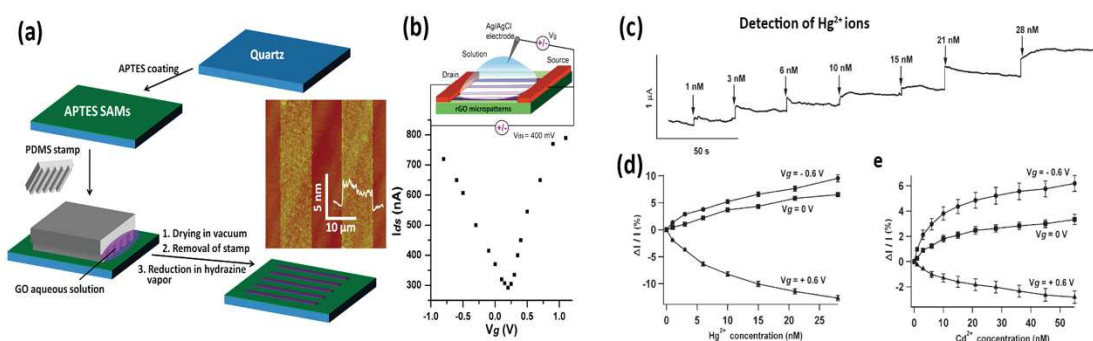 (a)
Quartz
APTES coating
APTES SAMs
PDMS stamp
1. Drying in vacuum
2. Removal of stamp
3. Reduction in hydrazine
vapor
GO aqueous solution
5 nm
10 µm
(b)
Ag/AgCl
electrode
Vg
+/-
Solution
Drain
Source
rGO micropatterns
+/-
Vds = 400 mV
800
700
600
500
400
300
Ids (nA)
-1.0 -0.5 0.0 0.5 1.0
Vg (V)
(c)
Detection of Hg2+ ions
1 nM
3 nM
6 nM
10 nM
15 nM
21 nM
28 nM
1 µA
50 s
(d)
Vg = - 0.6 V
Vg = 0 V
Vg = + 0.6 V
10
5
0
-5
-10
ΔI / I (%)
0 5 10 15 20 25
Hg2+ concentration (nM)
e
Vg = - 0.6 V
Vg = 0 V
Vg = + 0.6 V
6
4
2
0
-2
ΔI / I (%)
0 10 20 30 40 50
Cd2+ concentration (nM)